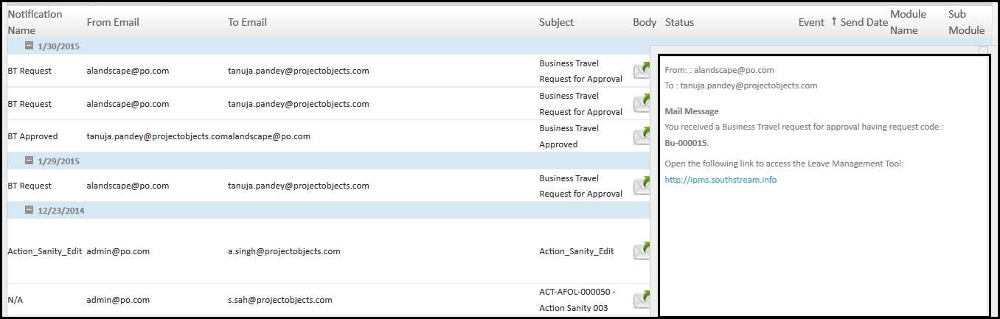 Notification Name From Email To Email Subject Body Status Event ↑ Send Date Module Name Sub Module
1/30/2015
BT Request alandscape@po.com tanuja.pandey@projectobjects.com Business Travel Request for Approval
BT Request alandscape@po.com tanuja.pandey@projectobjects.com Business Travel Request for Approval
BT Approved tanuja.pandey@projectobjects.comalandscape@po.com Business Travel Approved
1/29/2015
BT Request alandscape@po.com tanuja.pandey@projectobjects.com Business Travel Request for Approval
12/23/2014
Action_Sanity_Edit admin@po.com a.singh@projectobjects.com Action_Sanity_Edit
N/A admin@po.com s.sah@projectobjects.com ACT-AFOL-000050 - Action Sanity 003
From: : alandscape@po.com
To : tanuja.pandey@projectobjects.com
Mail Message
You received a Business Travel request for approval having request code :
Bu-000015.
Open the following link to access the Leave Management Tool:
http://ipms.southstream.info